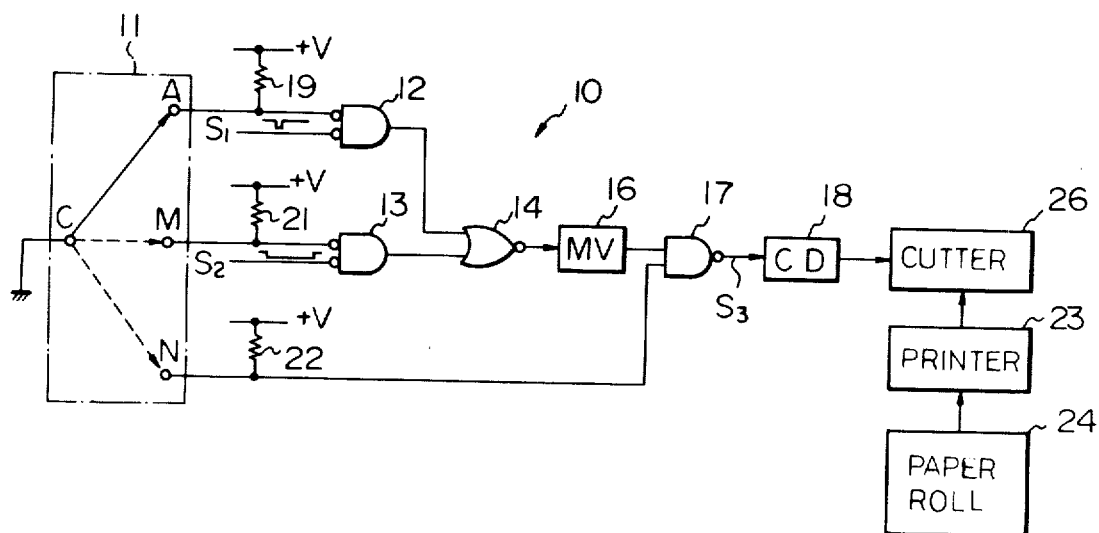 11
+V
19
12
A
S1
10
+V
21
13
14
16
17
18
26
C
M
S2
MV
S3
CD
CUTTER
+V
22
23
N
PRINTER
24
PAPER
ROLL